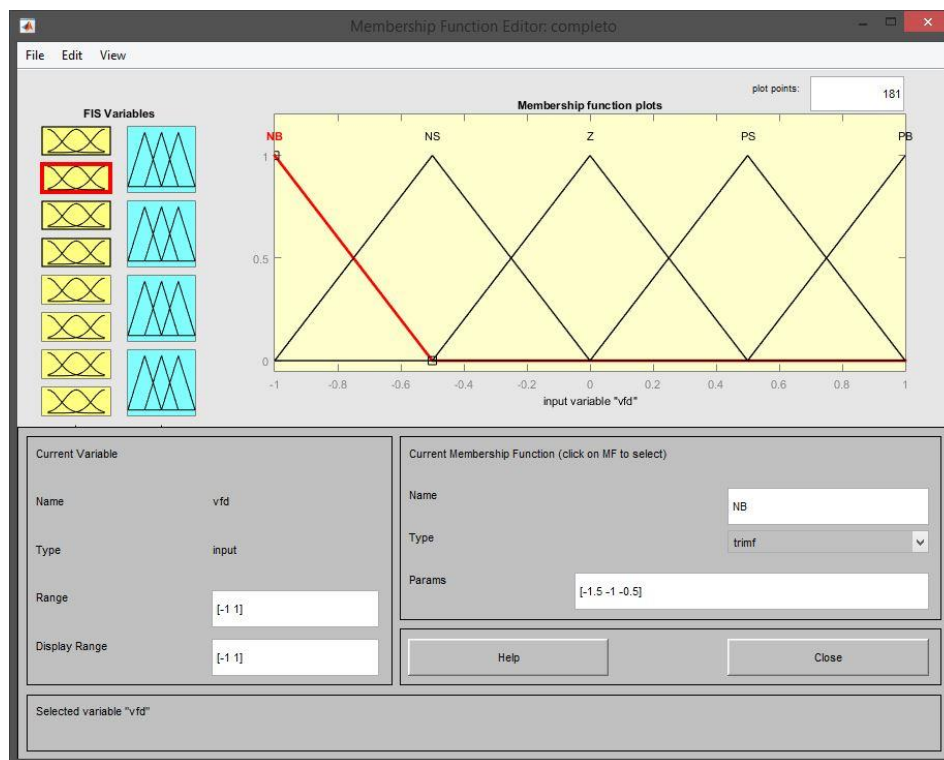 Membership Function Editor: completo
File Edit View
plot points: 181
FIS Variables
Membership function plots
NB NS Z PS PB
1
0.5
0
-1 -0.8 -0.6 -0.4 -0.2 0 0.2 0.4 0.6 0.8 1
input variable "vfd"
Current Variable
Name vfd
Type input
Range [-1 1]
Display Range [-1 1]
Current Membership Function (click on MF to select)
Name NB
Type trimf
Params [-1.5 -1 -0.5]
Help Close
Selected variable "vfd"